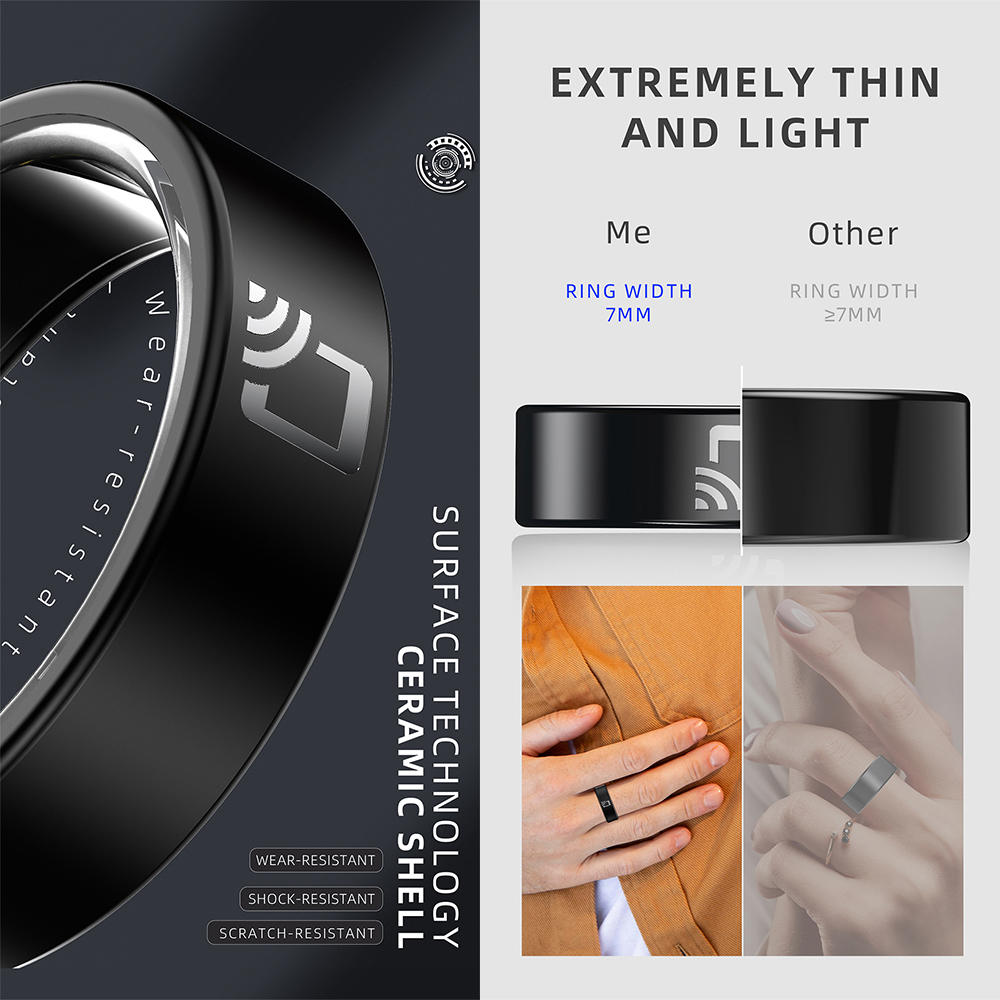 wear-resistant
SURFACE TECHNOLOGY
CERAMIC SHELL
WEAR-RESISTANT
SHOCK-RESISTANT
SCRATCH-RESISTANT
EXTREMELY THIN
AND LIGHT
Me
Other
RING WIDTH
7MM
RING WIDTH
≥7MM